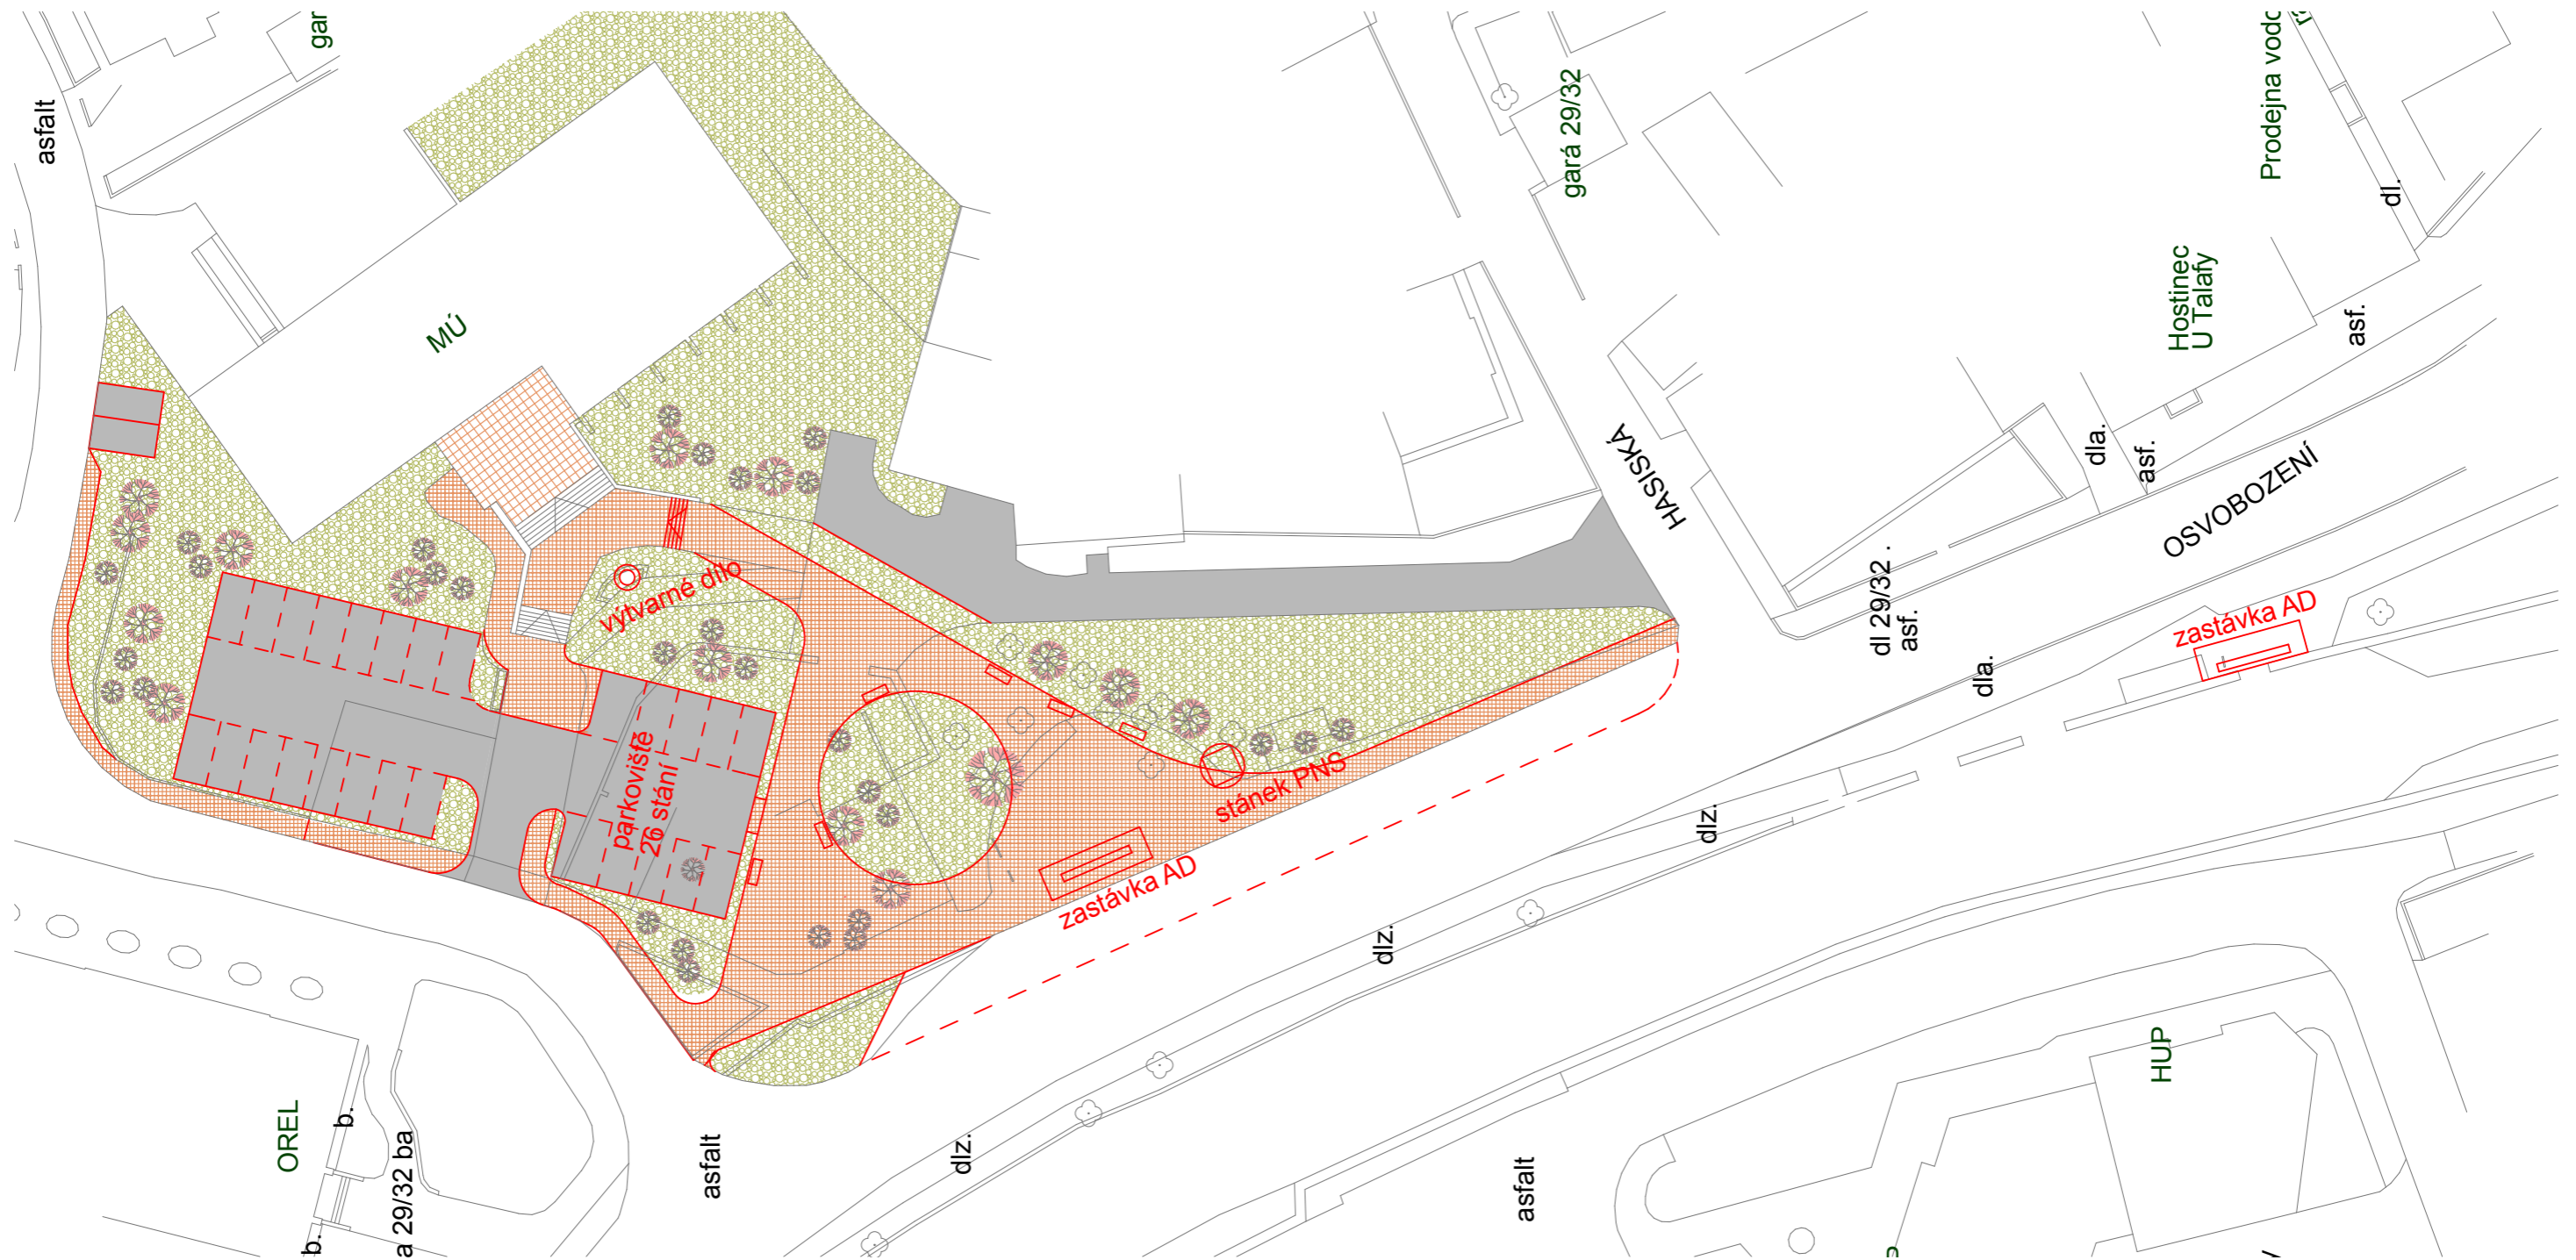 gar
asfalt
MÚ
gará 29/32
Prodejna vodo
dl.
Hostinec
U Talafy
asf.
HASISKÁ
dla.
asf.
OSVOBOZENÍ
dl 29/32 .
asf.
výtvarné dílo
zastávka AD
dla.
parkoviště
26 stání
stánek PNS
dlz.
zastávka AD
dlz.
HUP
OREL
b.
a 29/32 ba
asfalt
dlz.
asfalt
b.